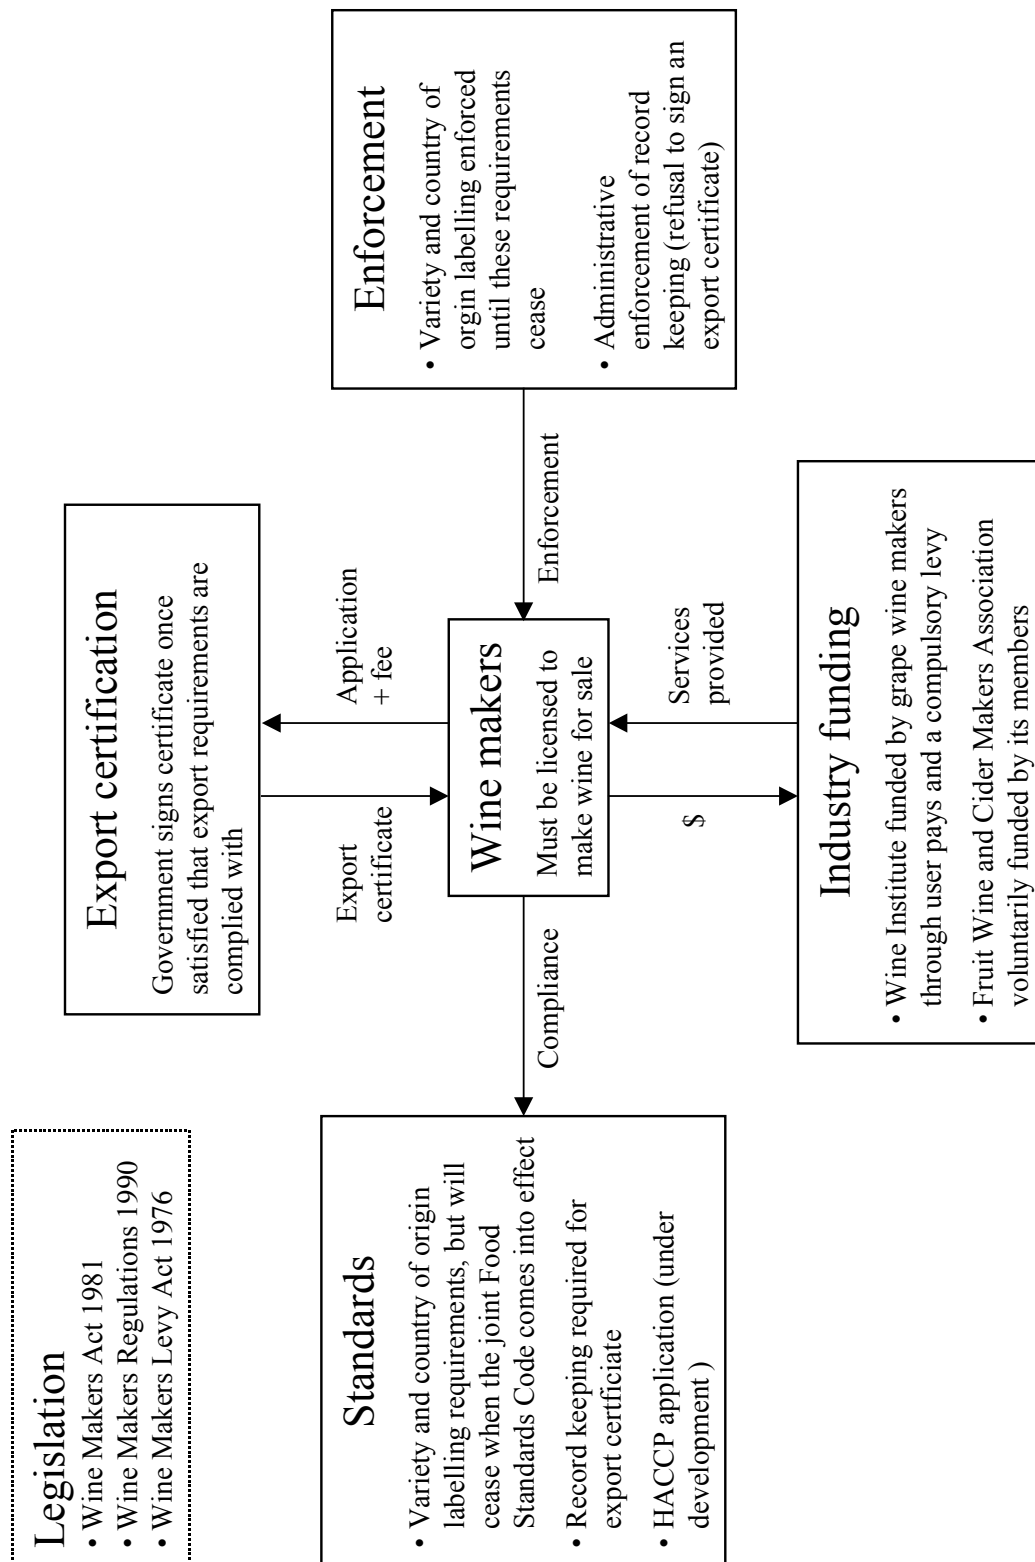 Legislation
• Wine Makers Act 1981
• Wine Makers Regulations 1990
• Wine Makers Levy Act 1976
Export certification
Government signs certificate once
satisfied that export requirements are
complied with
Export
certificate
Application
+ fee
Standards
• Variety and country of origin
labelling requirements, but will
cease when the joint Food
Standards Code comes into effect
• Record keeping required for
export certficiate
• HACCP application (under
development )
Compliance
Wine makers
Must be licensed to
make wine for sale
Enforcement
Enforcement
• Variety and country of
orgin labelling enforced
until these requirements
cease
• Administrative
enforcement of record
keeping (refusal to sign an
export certificate)
$
Services
provided
Industry funding
• Wine Institute funded by grape wine makers
through user pays and a compulsory levy
• Fruit Wine and Cider Makers Association
voluntarily funded by its members